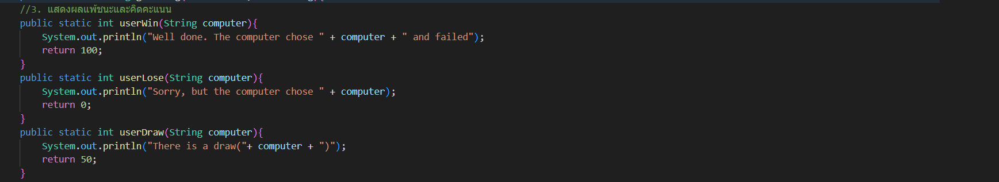 //3. แสดงผลแพ้ชนะและคิดคะแนน
public static int userWin(String computer){
System.out.println("Well done. The computer chose " + computer + " and failed");
return 100;
}
public static int userLose(String computer){
System.out.println("Sorry, but the computer chose " + computer);
return 0;
}
public static int userDraw(String computer){
System.out.println("There is a draw("+ computer + ")");
return 50;
}